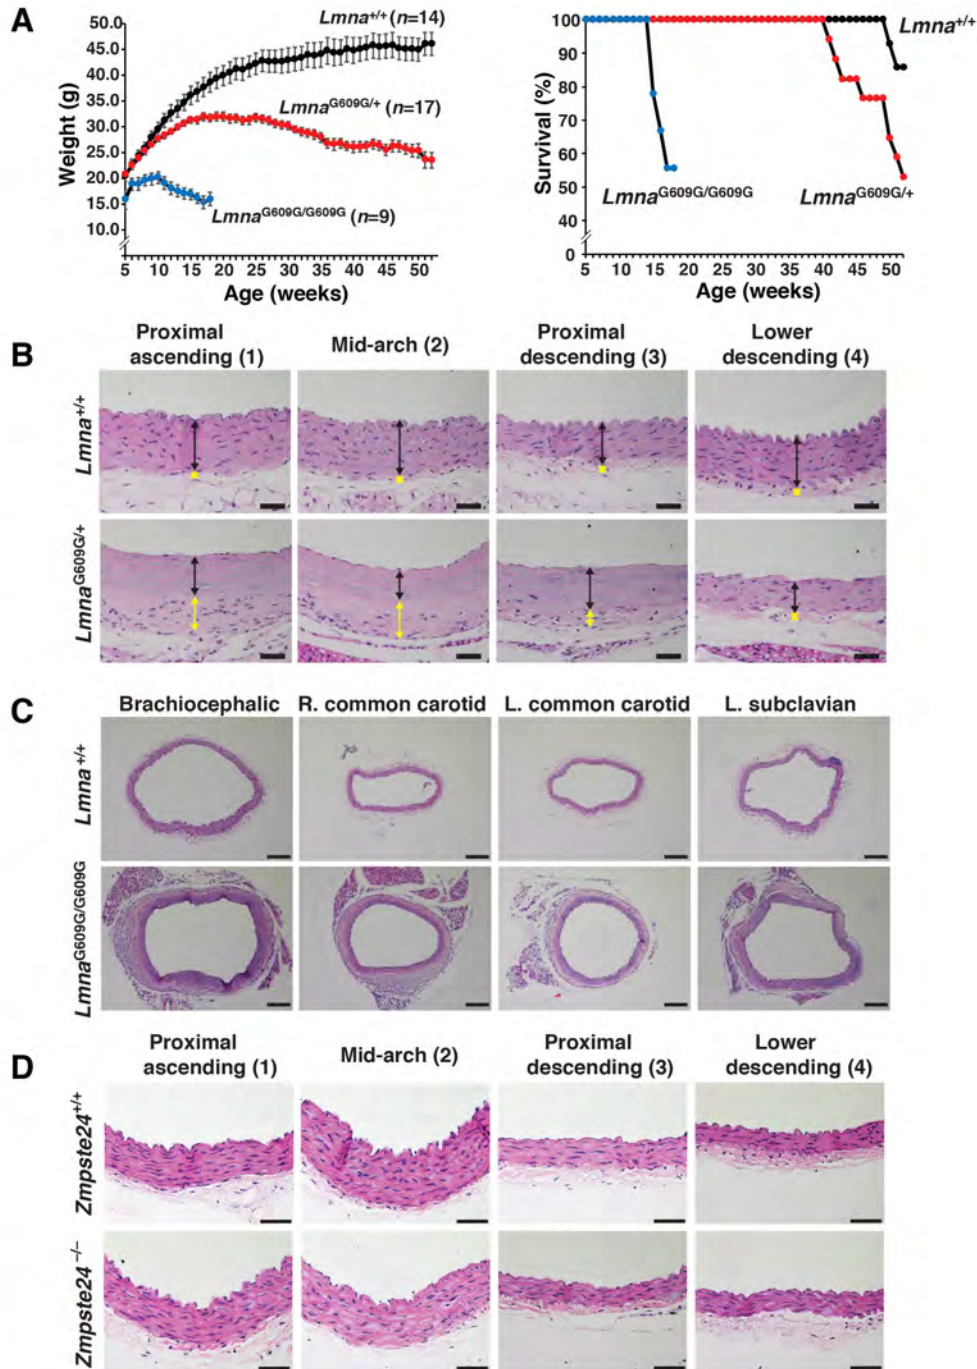 A
Lmna+/+ (n=14)
Lmna+/+
50.0
45.0
40.0
35.0
30.0
25.0
20.0
15.0
10.0
Weight (g)
LmnaG609G/+ (n=17)
LmnaG609G/G609G (n=9)
5 10 15 20 25 30 35 40 45 50
Age (weeks)
100
90
80
70
60
50
40
0
Survival (%)
LmnaG609G/G609G
LmnaG609G/+
5 10 15 20 25 30 35 40 45 50
Age (weeks)
B
Proximal
ascending (1)
Mid-arch (2)
Proximal
descending (3)
Lower
descending (4)
Lmna+/+
LmnaG609G/+
C
Brachiocephalic
R. common carotid
L. common carotid
L. subclavian
Lmna+/+
LmnaG609G/G609G
D
Proximal
ascending (1)
Mid-arch (2)
Proximal
descending (3)
Lower
descending (4)
Zmpste24+/+
Zmpste24−/−